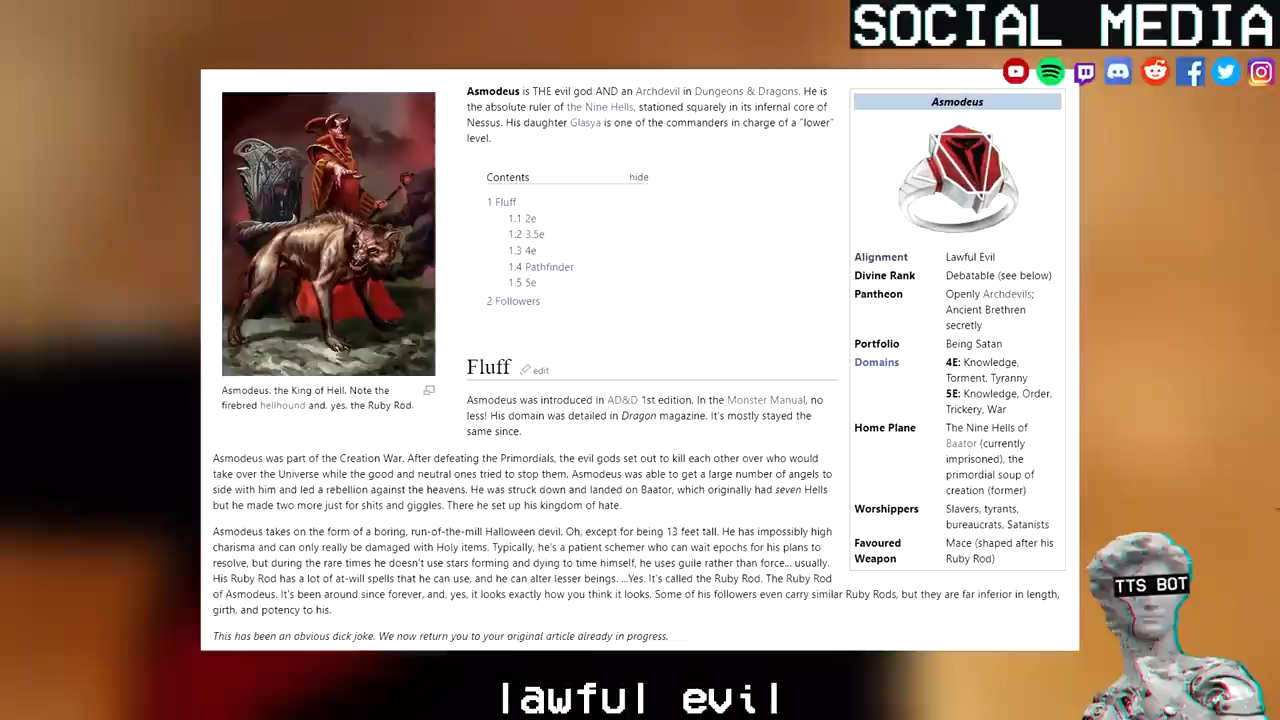 SOCIAL MEDIA
Asmodeus is THE evil god AND an Archdevil in Dungeons & Dragons. He is
the absolute ruler of the Nine Hells, stationed squarely in its infernal core of
Nessus. His daughter Glasya is one of the commanders in charge of a "lower"
level.
Contents hide
1 Fluff
1.1 2e
1.2 3.5e
1.3 4e
1.4 Pathfinder
1.5 5e
2 Followers
Asmodeus, the King of Hell. Note the
firebred hellhound and, yes, the Ruby Rod.
Fluff edit
Asmodeus was introduced in AD&D 1st edition. In the Monster Manual, no
less! His domain was detailed in Dragon magazine. It's mostly stayed the
same since.
Asmodeus was part of the Creation War. After defeating the Primordials, the evil gods set out to kill each other over who would
take over the Universe while the good and neutral ones tried to stop them. Asmodeus was able to get a large number of angels to
side with him and led a rebellion against the heavens. He was struck down and landed on Baator, which originally had seven Hells
but he made two more just for shits and giggles. There he set up his kingdom of hate.
Asmodeus takes on the form of a boring, run-of-the-mill Halloween devil. Oh, except for being 13 feet tall. He has impossibly high
charisma and can only really be damaged with Holy items. Typically, he's a patient schemer who can wait epochs for his plans to
resolve, but during the rare times he doesn't use stars forming and dying to time himself, he uses guile rather than force... usually.
His Ruby Rod has a lot of at-will spells that he can use, and he can alter lesser beings. ...Yes. It's called the Ruby Rod. The Ruby Rod
of Asmodeus. It's been around since forever, and, yes, it looks exactly how you think it looks. Some of his followers even carry similar Ruby Rods, but they are far inferior in length,
girth, and potency to his.
This has been an obvious dick joke. We now return you to your original article already in progress.
Asmodeus
Alignment Lawful Evil
Divine Rank Debatable (see below)
Pantheon Openly Archdevils;
Ancient Brethren
secretly
Portfolio Being Satan
Domains 4E: Knowledge,
Torment, Tyranny
5E: Knowledge, Order,
Trickery, War
Home Plane The Nine Hells of
Baator (currently
imprisoned), the
primordial soup of
creation (former)
Worshippers Slavers, tyrants,
bureaucrats, Satanists
Favoured Mace (shaped after his
Weapon Ruby Rod)
TTS BOT
lawful evil